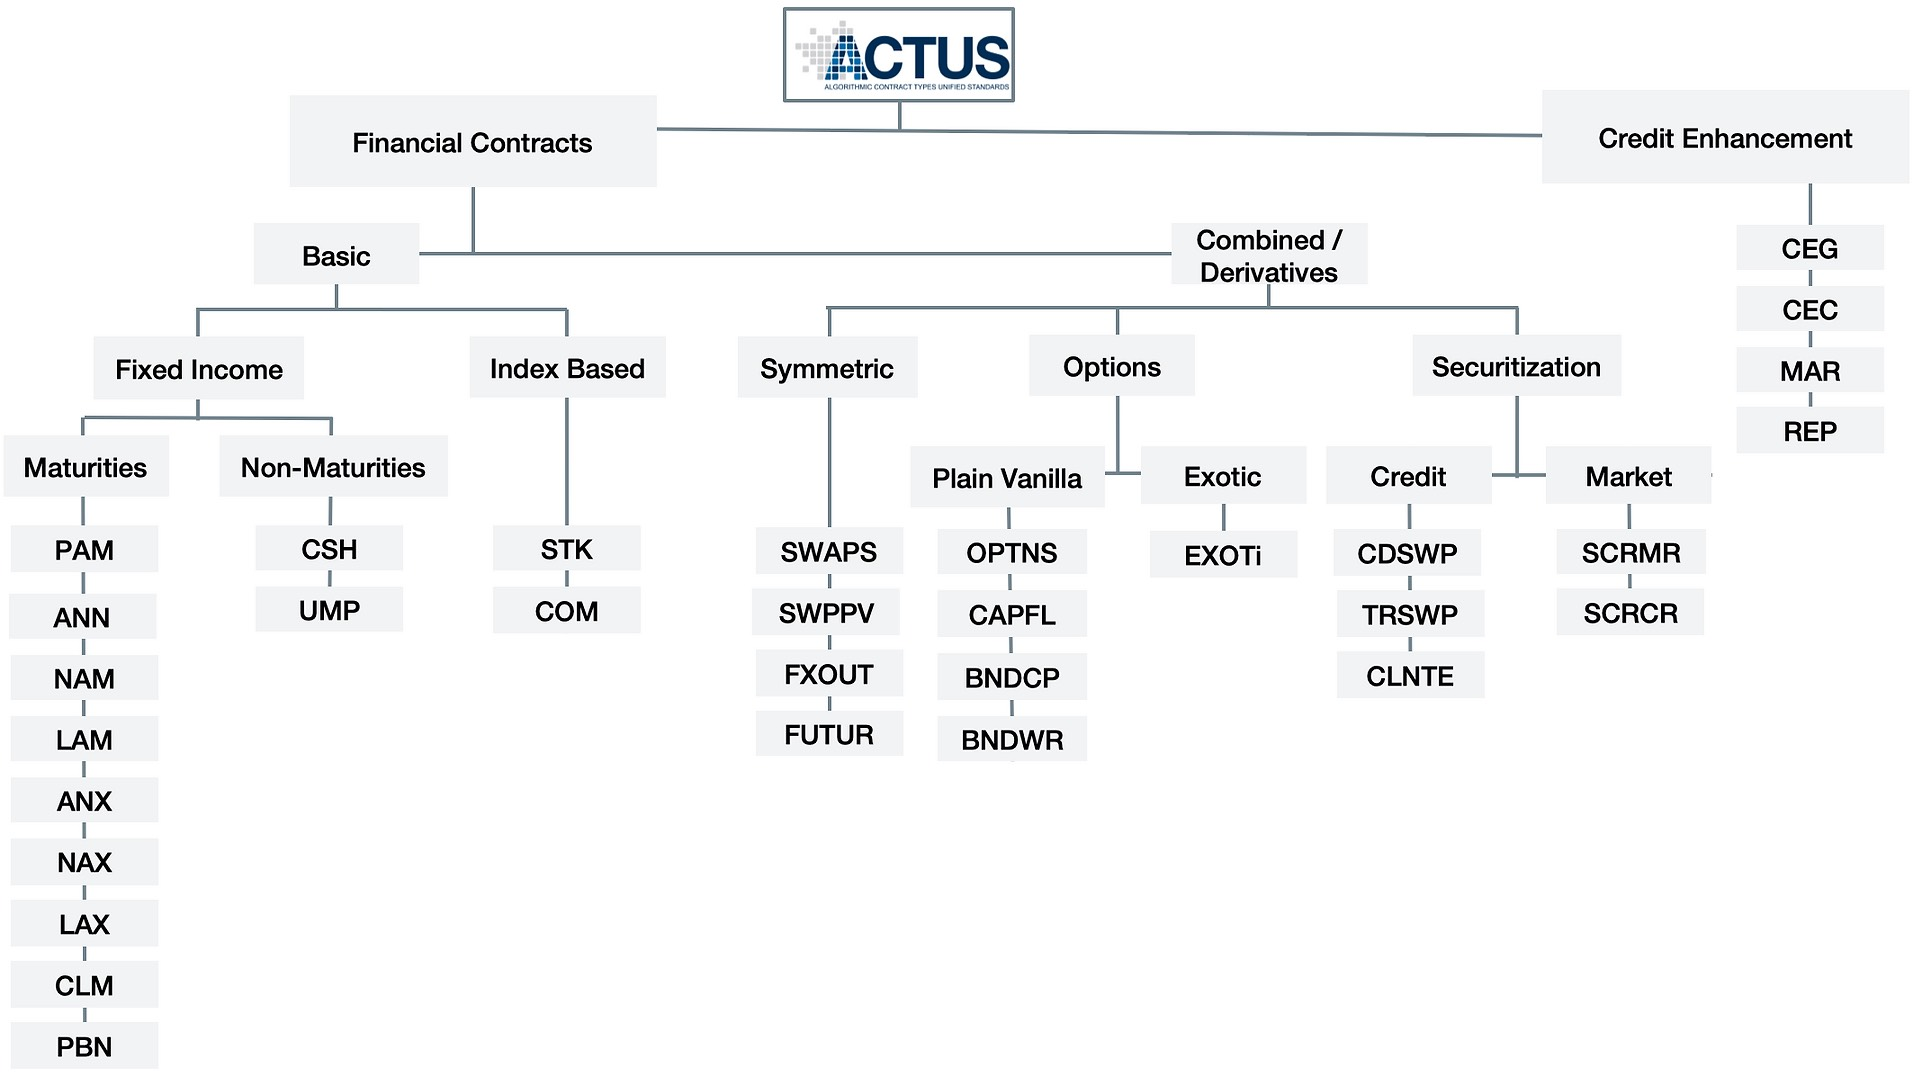 ACTUS
ALGORITHMIC CONTRACT TYPES UNIFIED STANDARDS
Financial Contracts
Credit Enhancement
Basic
Combined /
Derivatives
CEG
CEC
MAR
REP
Fixed Income
Index Based
Symmetric
Options
Securitization
Maturities
Non-Maturities
Plain Vanilla
Exotic
Credit
Market
PAM
ANN
NAM
LAM
ANX
NAX
LAX
CLM
PBN
CSH
UMP
STK
COM
SWAPS
SWPPV
FXOUT
FUTUR
OPTNS
CAPFL
BNDCP
BNDWR
EXOTi
CDSWP
TRSWP
CLNTE
SCRMR
SCRCR